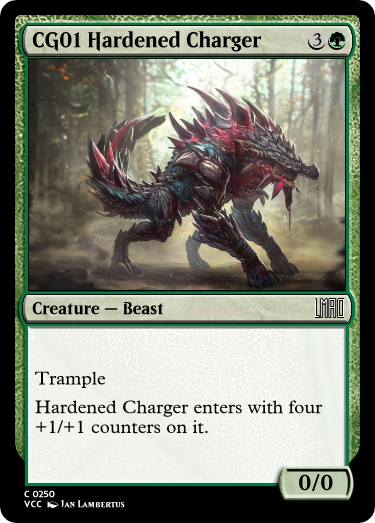 CG01 Hardened Charger 3
Creature — Beast LMAO
Trample
Hardened Charger enters with four
+1/+1 counters on it.
0/0
C 0250
VCC Ian Lambertus